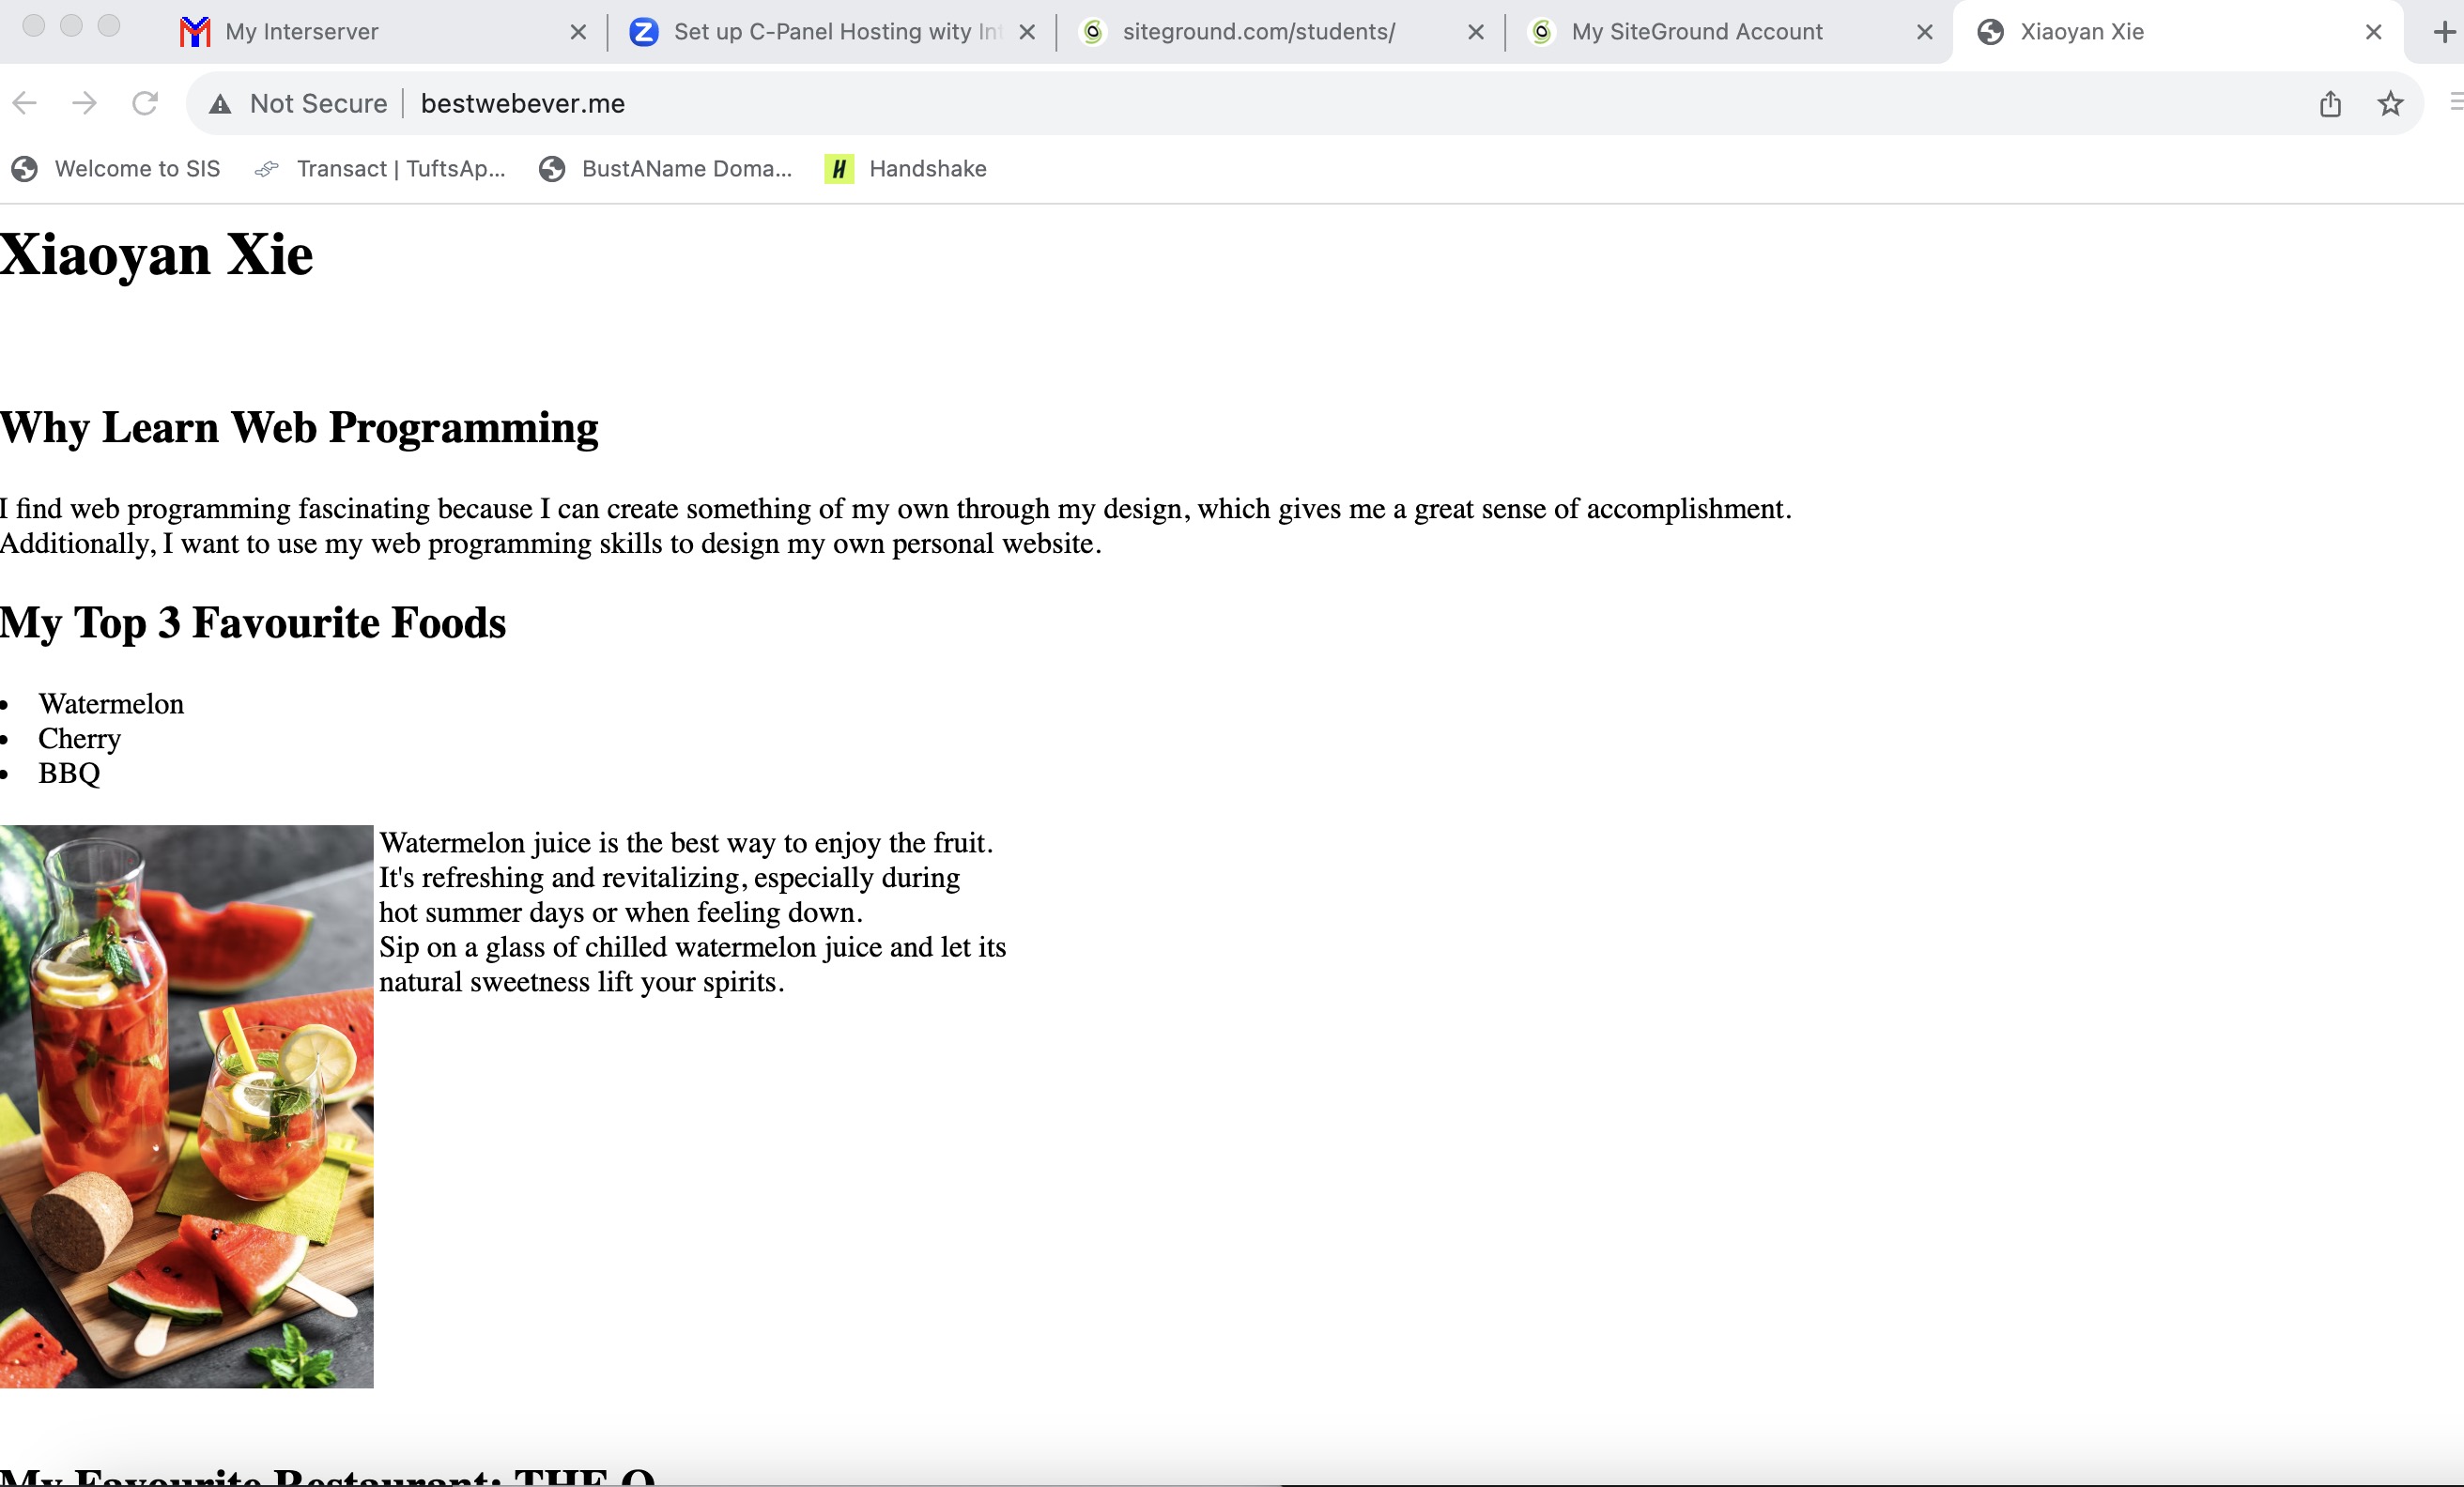 My Interserver
Set up C-Panel Hosting wity Int
siteground.com/students/
My SiteGround Account
Xiaoyan Xie
Not Secure
bestwebever.me
Welcome to SIS
Transact | TuftsAp...
BustAName Doma...
H
Handshake
Xiaoyan Xie
Why Learn Web Programming
I find web programming fascinating because I can create something of my own through my design, which gives me a great sense of accomplishment.
Additionally, I want to use my web programming skills to design my own personal website.
My Top 3 Favourite Foods
• Watermelon
• Cherry
• BBQ
Watermelon juice is the best way to enjoy the fruit.
It's refreshing and revitalizing, especially during
hot summer days or when feeling down.
Sip on a glass of chilled watermelon juice and let its
natural sweetness lift your spirits.
My Favourite Restaurant: THE Q